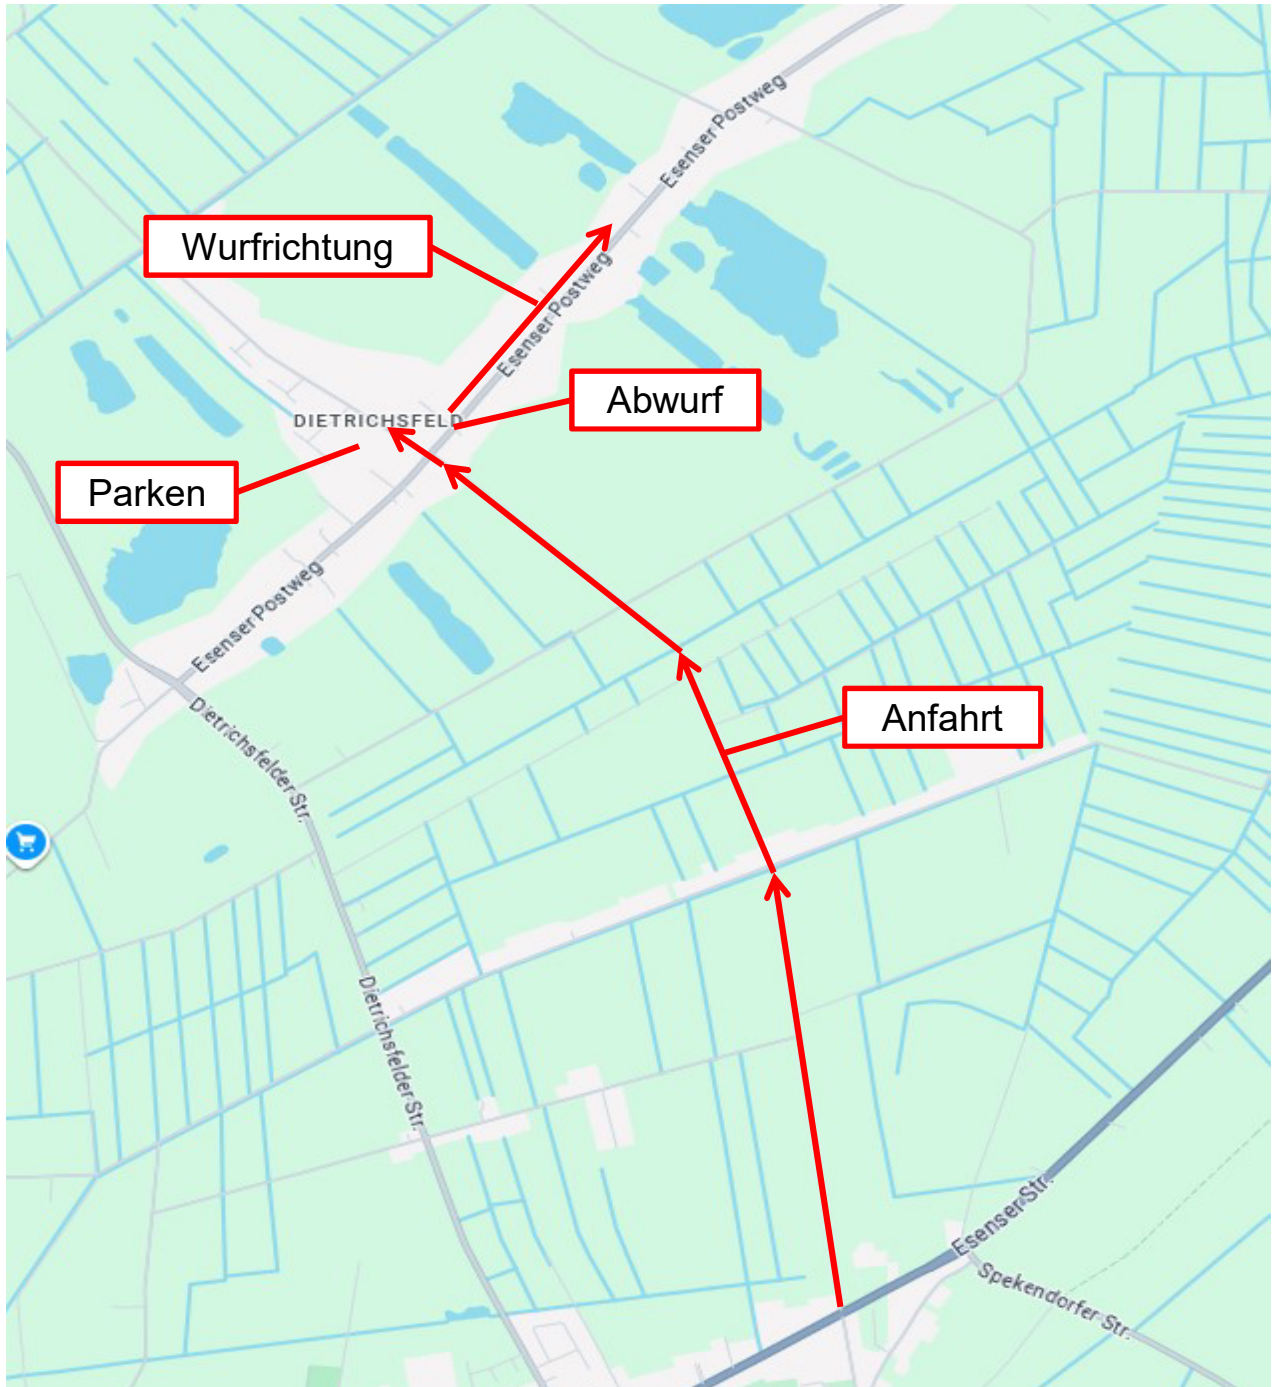 Esenser Postweg
Wurfrichtung
Esenser Postweg
Abwurf
DIETRICHSFELD
Parken
Esenser Postweg
Dietrichsfelder Str.
Anfahrt
Dietrichsfelder Str.
Esenser Str.
Spekendorfer Str.